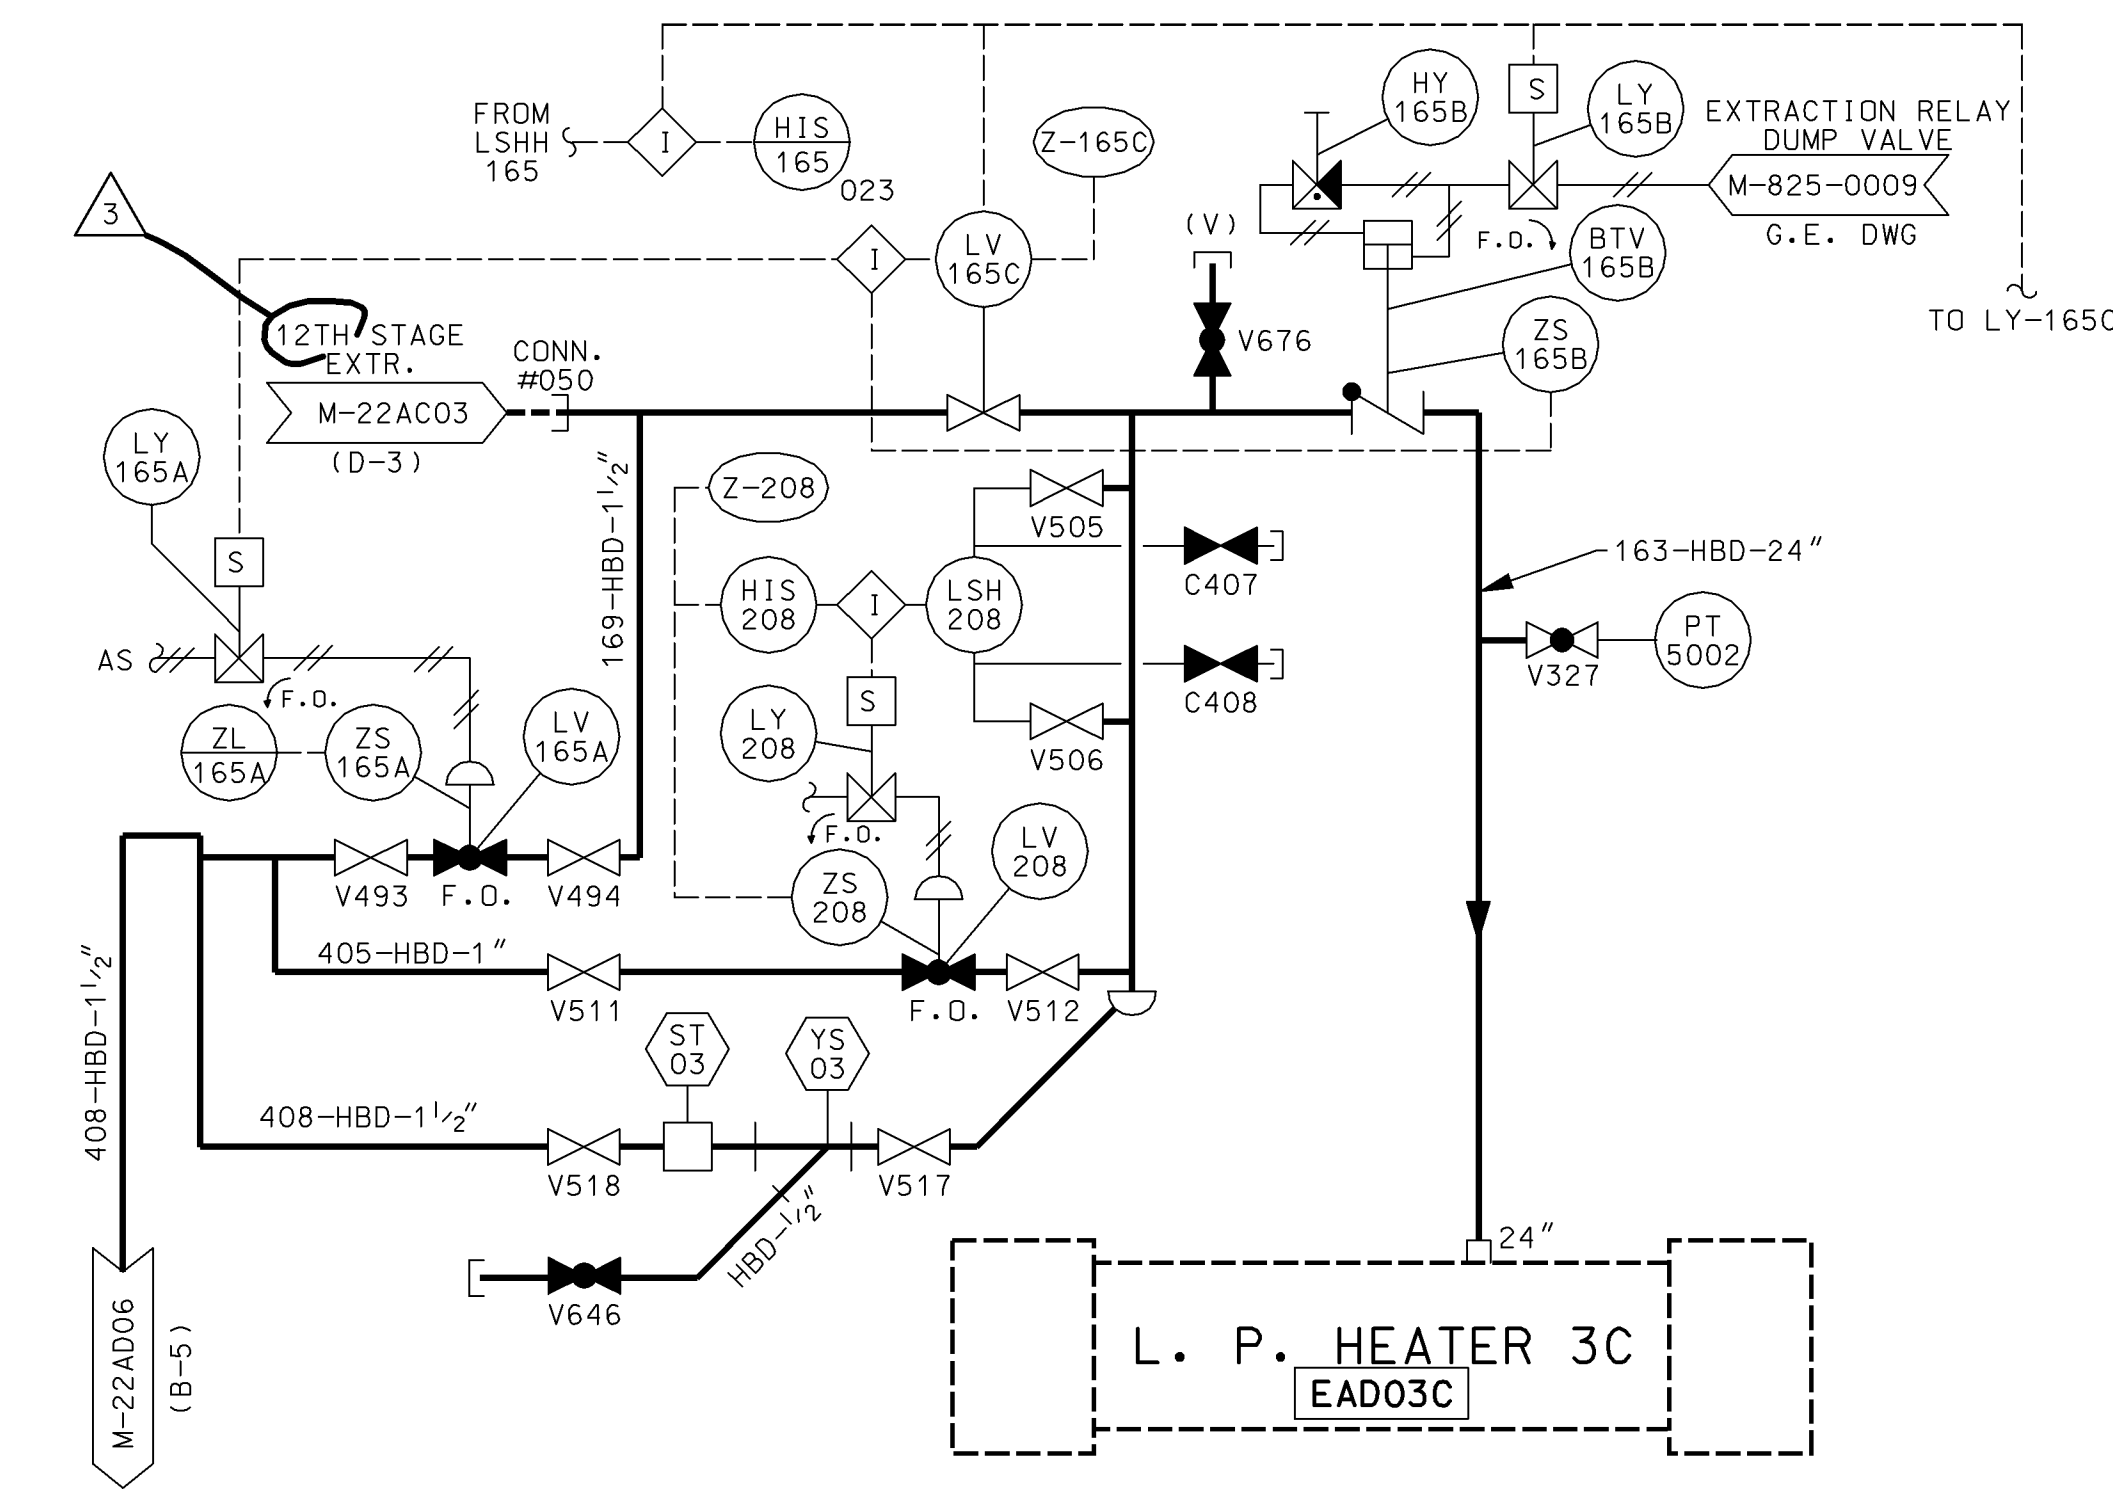 HY
165B
S
LY
165B
EXTRACTION RELAY
DUMP VALVE
FROM
LSHH
165
I
HIS
165
023
Z-165C
M-825-0009
G.E. DWG
3
(V)
F.O.
BTV
165B
I
LV
165C
12TH STAGE
EXTR.
CONN.
#050
V676
ZS
165B
TO LY-165C
M-22AC03
(D-3)
LY
165A
169-HBD-1 1/2"
Z-208
V505
C407
163-HBD-24"
S
HIS
208
I
LSH
208
AS
F.O.
PT
5002
V327
S
C408
ZL
165A
ZS
165A
LV
165A
LY
208
V506
F.O.
LV
208
V493
F.O.
V494
ZS
208
405-HBD-1"
V511
F.O.
V512
408-HBD-1 1/2"
ST
03
YS
03
408-HBD-1 1/2"
V518
V517
HBD-1/2"
24"
V646
M-22AD06
(B-5)
L. P. HEATER 3C
EAD03C